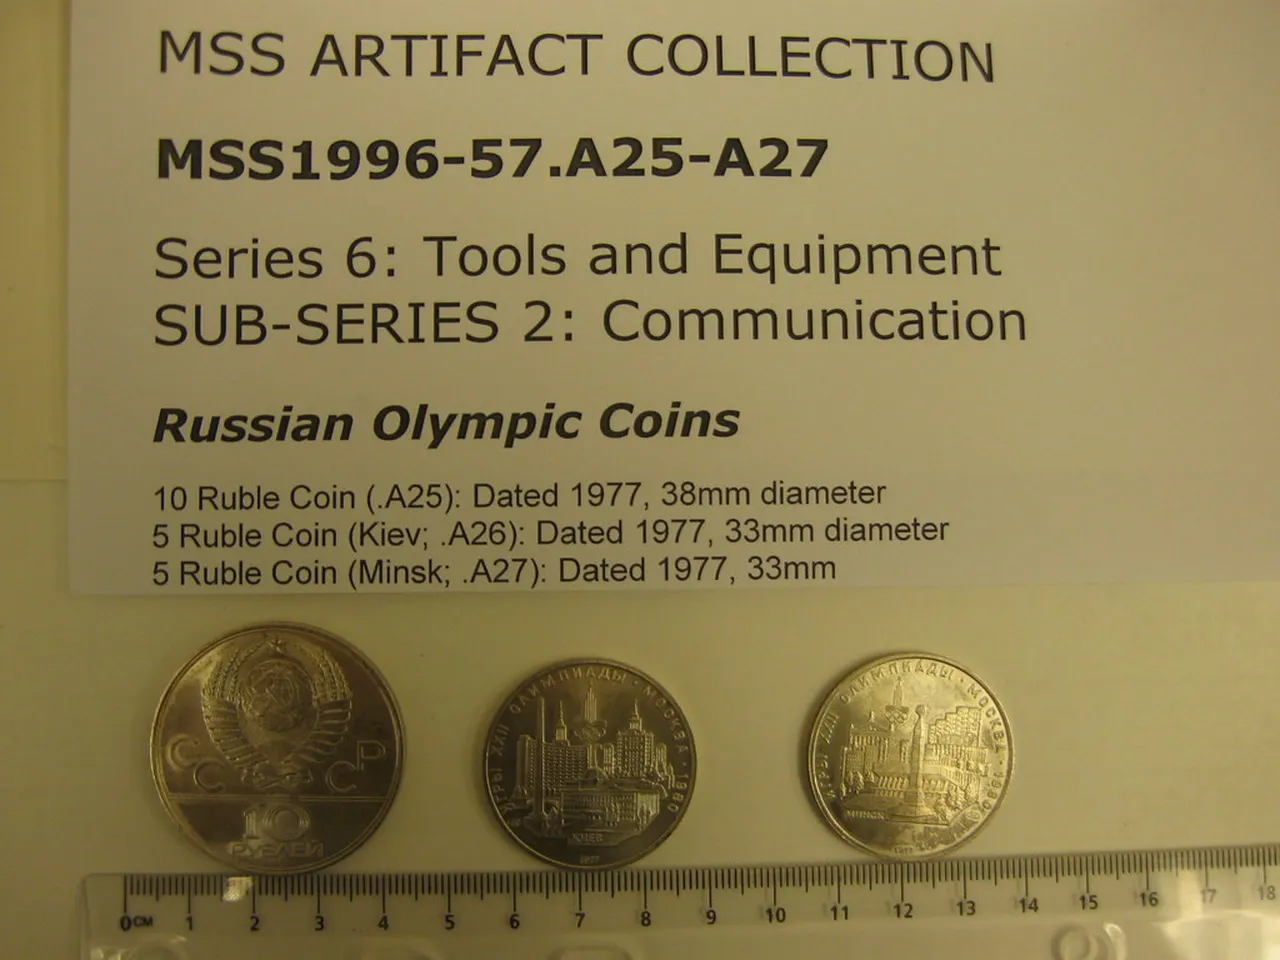 MSS ARTIFACT COLLECTION
MSS1996-57.A25-A27
Series 6: Tools and Equipment
SUB-SERIES 2: Communication
Russian Olympic Coins
10 Ruble Coin (.A25): Dated 1977, 38mm diameter
5 Ruble Coin (Kiev; .A26): Dated 1977, 33mm diameter
5 Ruble Coin (Minsk; .A27): Dated 1977, 33mm
СССР
10
РУБЛЕЙ
ИГРЫ XXII ОЛИМПИАДЫ · МОСКВА · 1980
КИЕВ
1977
ИГРЫ XXII ОЛИМПИАДЫ · МОСКВА · 1980
МИНСК
1977
0 CM 1 2 3 4 5 6 7 8 9 10 11 12 13 14 15 16 17 18